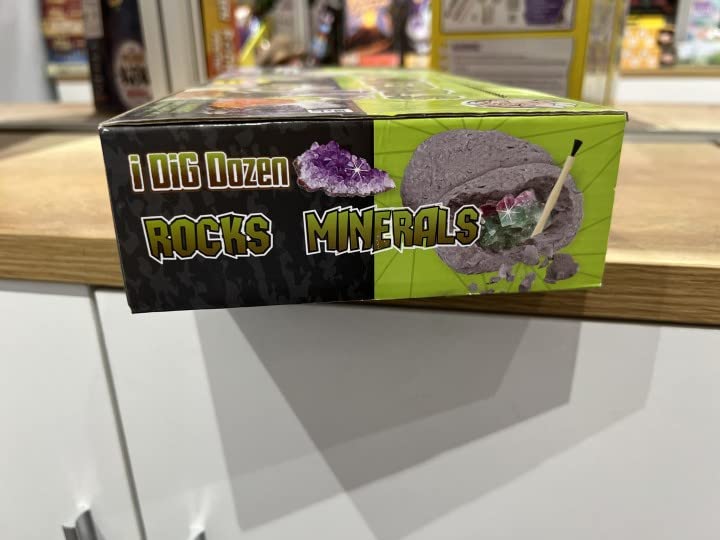 i DiG Dozen
ROCKS MINERALS